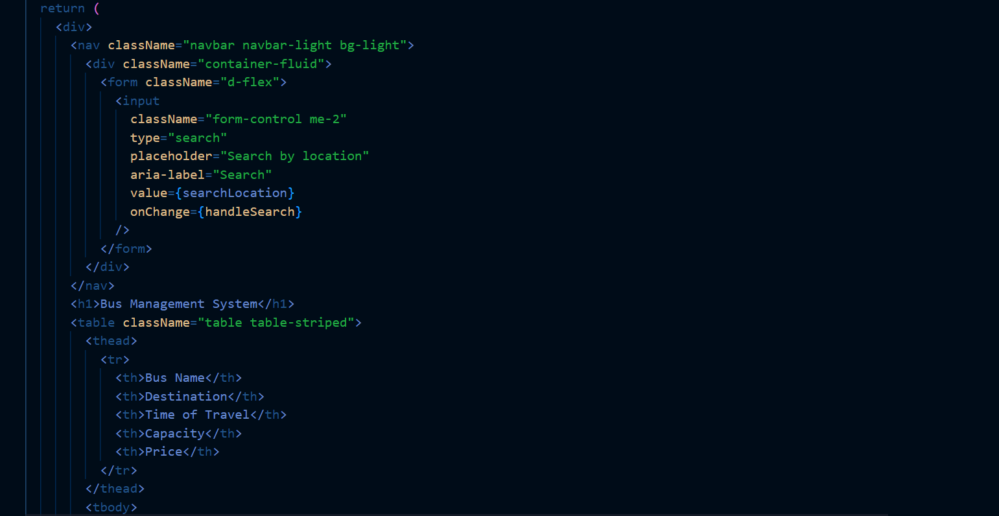 return (
<div>
<nav className="navbar navbar-light bg-light">
<div className="container-fluid">
<form className="d-flex">
<input
className="form-control me-2"
type="search"
placeholder="Search by location"
aria-label="Search"
value={searchLocation}
onChange={handleSearch}
/>
</form>
</div>
</nav>
<h1>Bus Management System</h1>
<table className="table table-striped">
<thead>
<tr>
<th>Bus Name</th>
<th>Destination</th>
<th>Time of Travel</th>
<th>Capacity</th>
<th>Price</th>
</tr>
</thead>
<tbody>